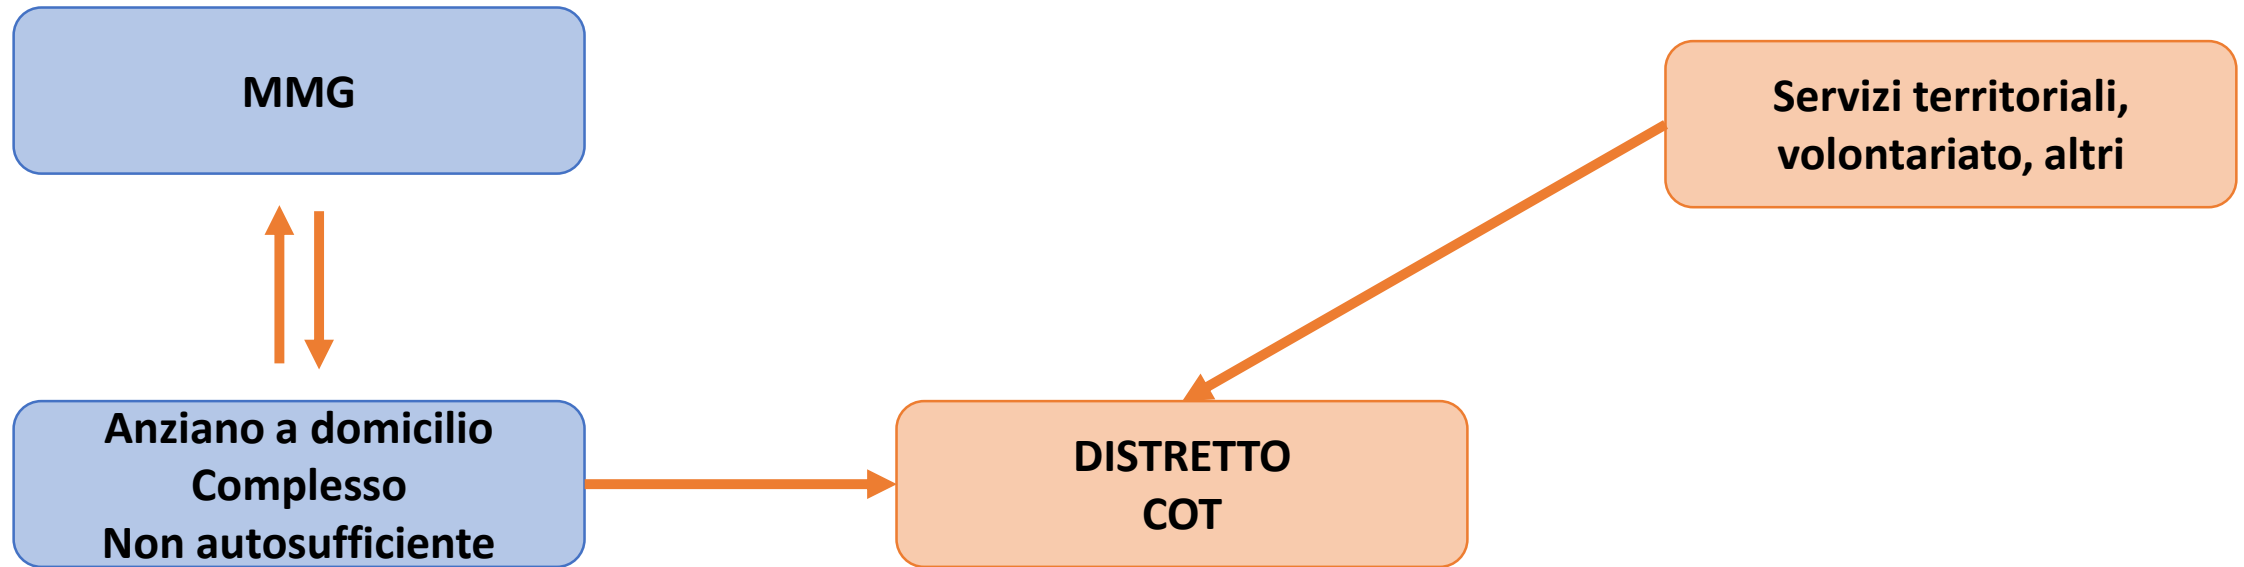 MMG
Servizi territoriali,
volontariato, altri
Anziano a domicilio
Complesso
Non autosufficiente
DISTRETTO
COT